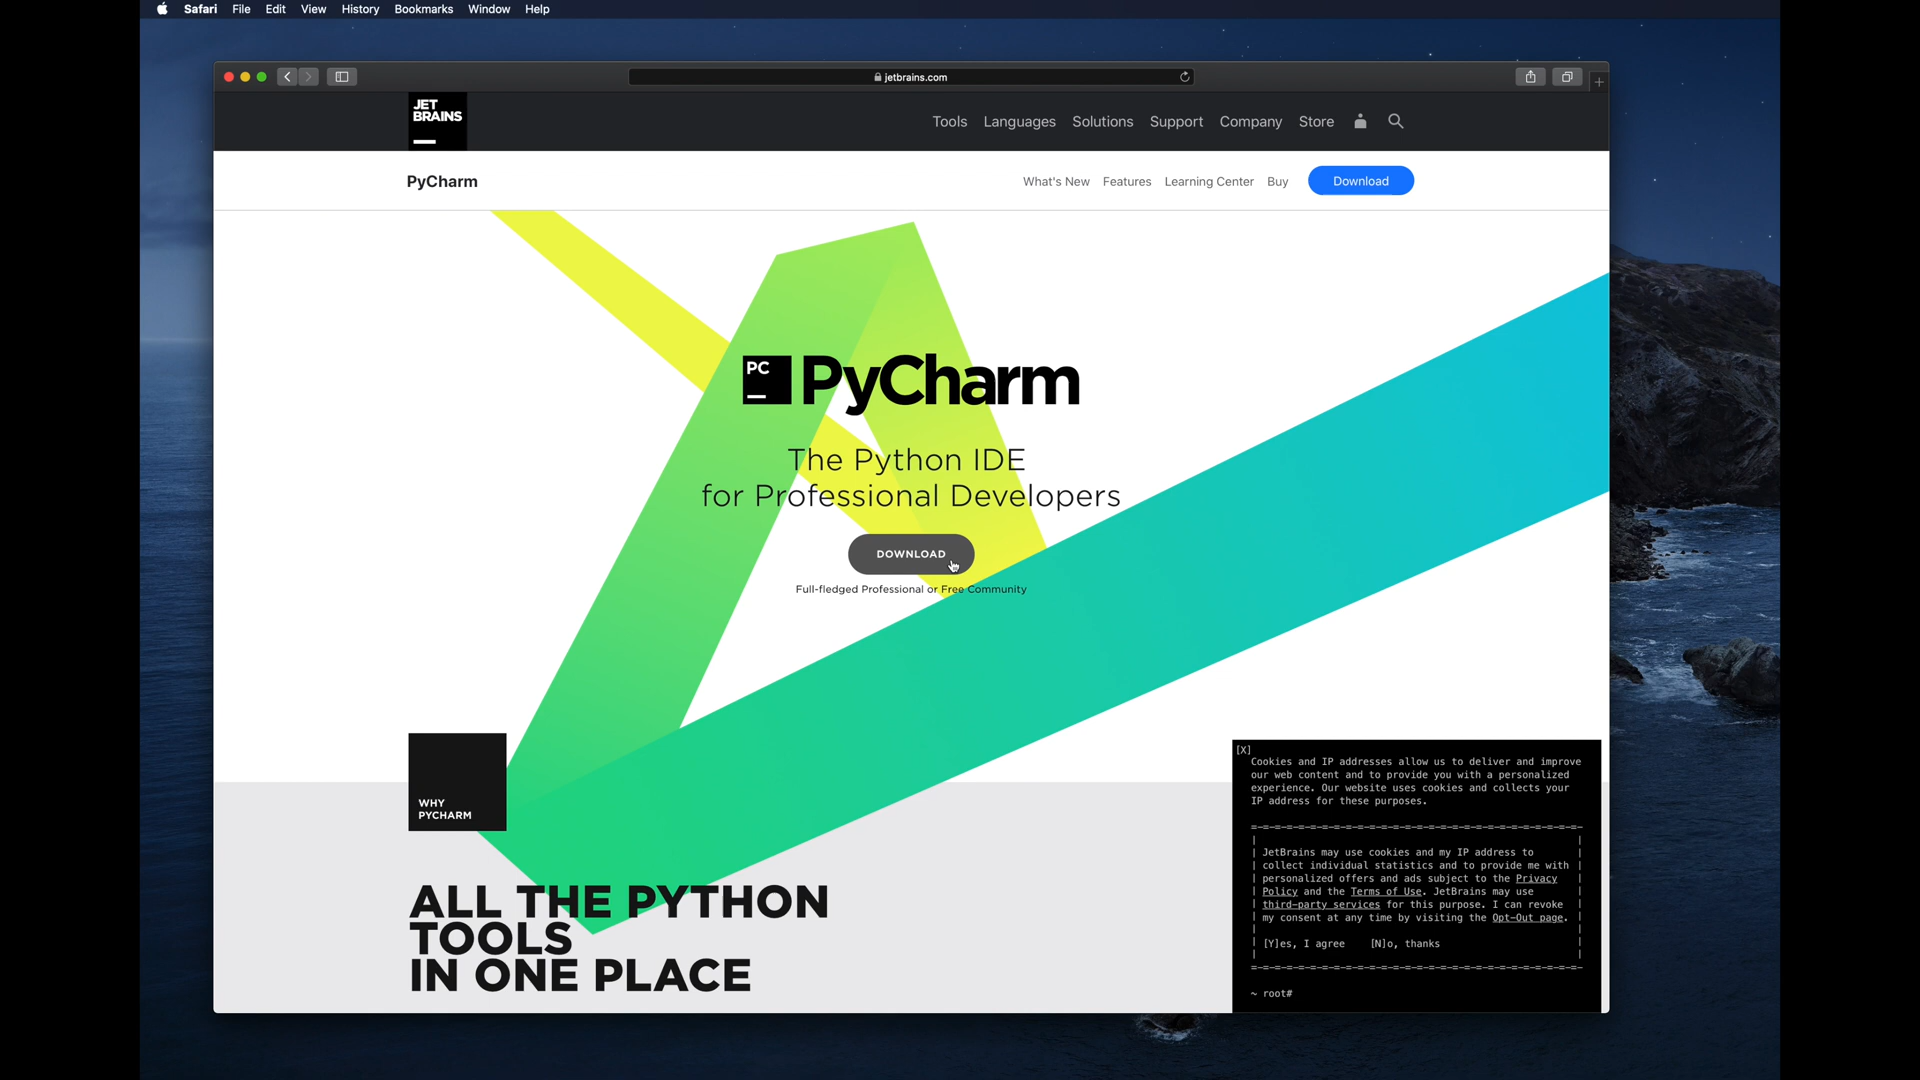 Safari File Edit View History Bookmarks Window Help
jetbrains.com
JET
BRAINS
Tools Languages Solutions Support Company Store
PyCharm
What's New Features Learning Center Buy Download
PC
PyCharm
The Python IDE
for Professional Developers
DOWNLOAD
Full-fledged Professional or Free Community
WHY
PYCHARM
ALL THE PYTHON
TOOLS
IN ONE PLACE
[X]
Cookies and IP addresses allow us to deliver and improve
our web content and to provide you with a personalized
experience. Our website uses cookies and collects your
IP address for these purposes.
JetBrains may use cookies and my IP address to
collect individual statistics and to provide me with
personalized offers and ads subject to the Privacy
Policy and the Terms of Use. JetBrains may use
third-party services for this purpose. I can revoke
my consent at any time by visiting the Opt-Out page.
[Y]es, I agree [N]o, thanks
~ root#